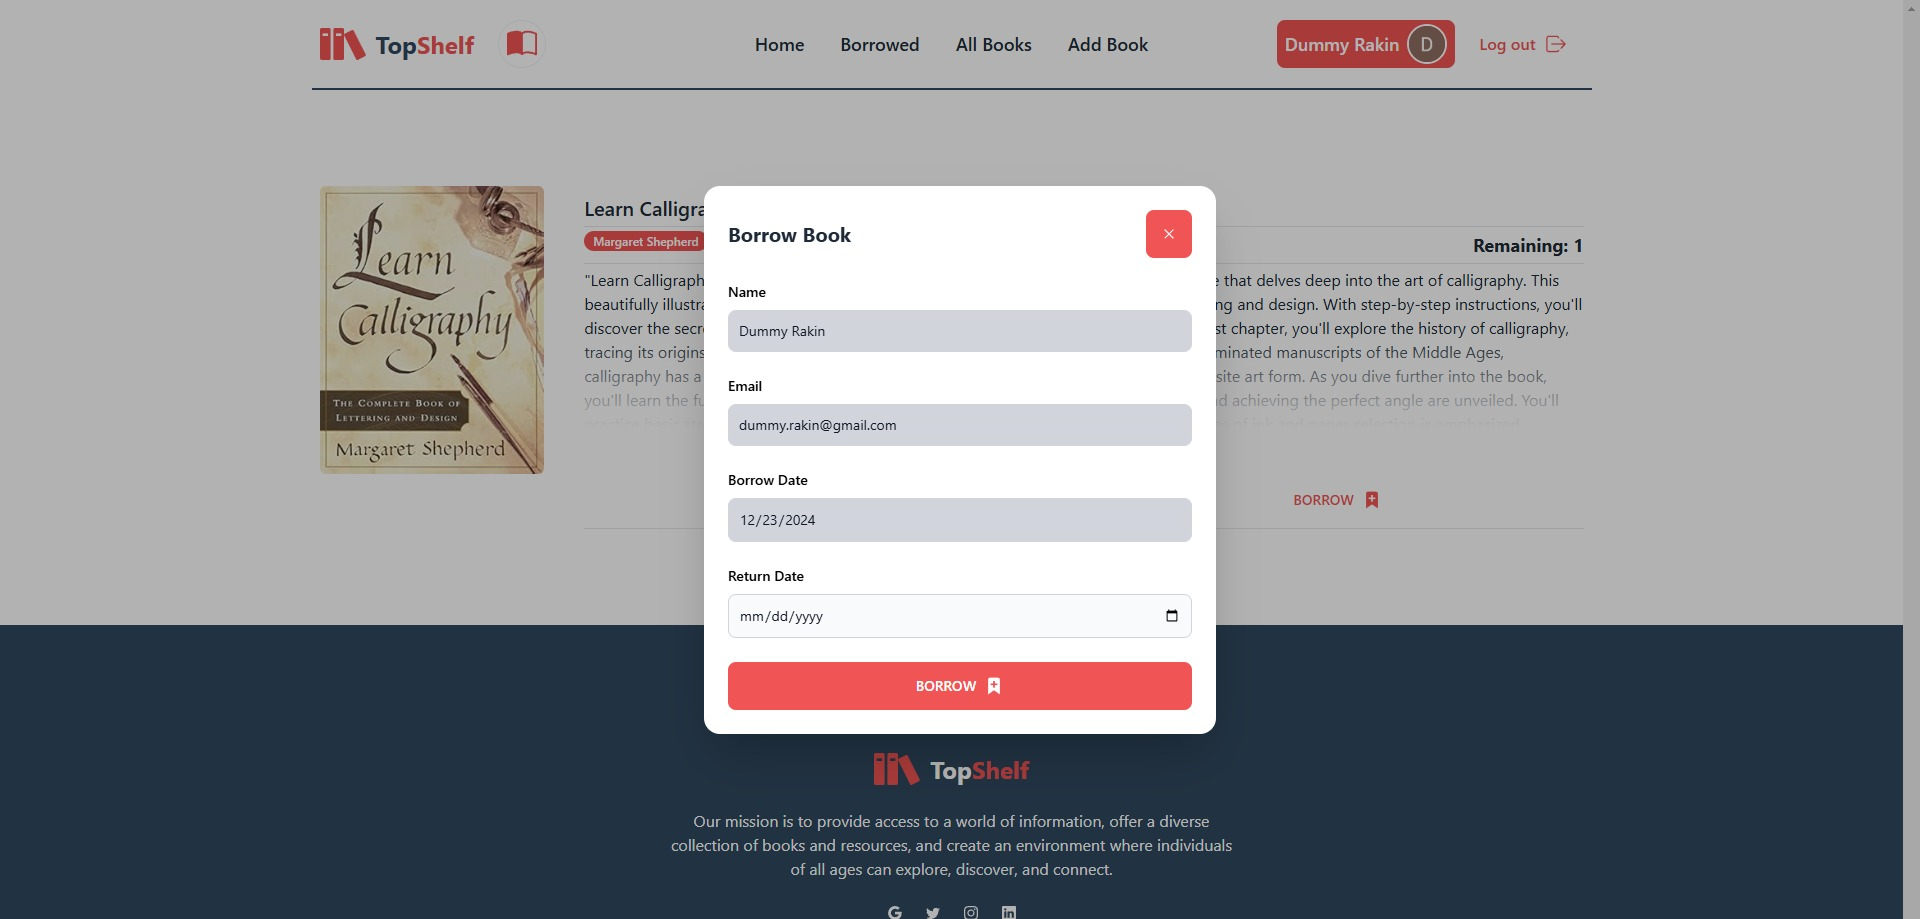 TopShelf
Home
Borrowed
All Books
Add Book
Dummy Rakin
D
Log out
Learn
Calligraphy
THE COMPLETE BOOK OF
LETTERING AND DESIGN
Margaret Shepherd
Learn Calligra
Margaret Shepherd
Remaining: 1
"Learn Calligraph
e that delves deep into the art of calligraphy. This
beautifully illustra
ng and design. With step-by-step instructions, you'll
discover the secr
st chapter, you'll explore the history of calligraphy,
tracing its origins
minated manuscripts of the Middle Ages,
calligraphy has a
site art form. As you dive further into the book,
you'll learn the fu
d achieving the perfect angle are unveiled. You'll
BORROW
Borrow Book
Name
Dummy Rakin
Email
dummy.rakin@gmail.com
Borrow Date
12/23/2024
Return Date
mm/dd/yyyy
BORROW
TopShelf
Our mission is to provide access to a world of information, offer a diverse
collection of books and resources, and create an environment where individuals
of all ages can explore, discover, and connect.